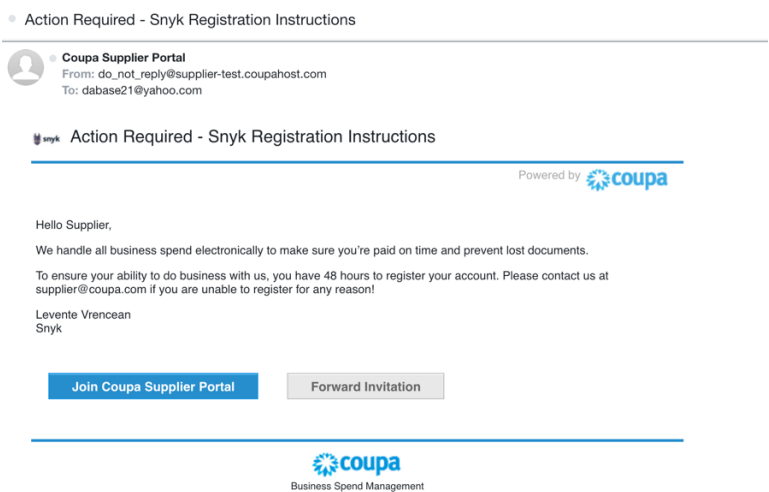 Action Required - Snyk Registration Instructions
Coupa Supplier Portal
From: do_not_reply@supplier-test.coupahost.com
To: dabase21@yahoo.com
snyk Action Required - Snyk Registration Instructions
Powered by coupa
Hello Supplier,
We handle all business spend electronically to make sure you're paid on time and prevent lost documents.
To ensure your ability to do business with us, you have 48 hours to register your account. Please contact us at
supplier@coupa.com if you are unable to register for any reason!
Levente Vrencean
Snyk
Join Coupa Supplier Portal Forward Invitation
coupa
Business Spend Management